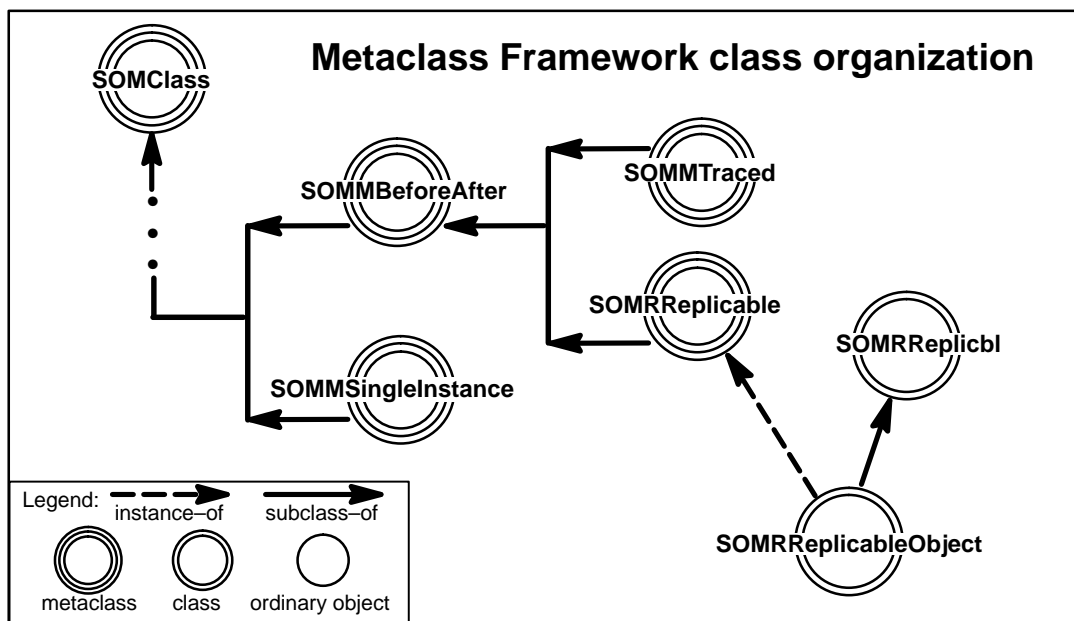 Metaclass Framework class organization
SOMClass
SOMMTraced
SOMMBeforeAfter
SOMRReplicable
SOMRReplicbl
SOMMSingleInstance
Legend:
instance–of
subclass–of
SOMRReplicableObject
metaclass
class
ordinary object